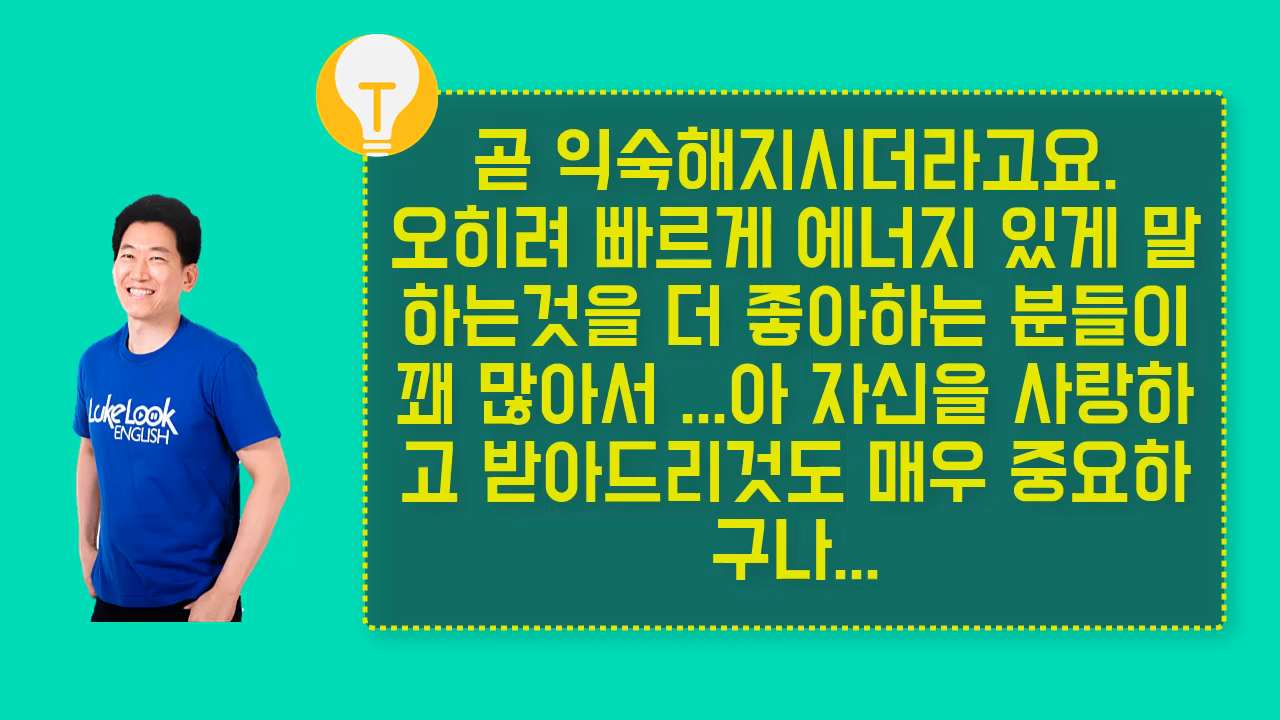 T
곧 익숙해지시더라고요.
오히려 빠르게 에너지 있게 말
하는것을 더 좋아하는 분들이
꽤 많아서 ...아 자신을 사랑하
고 받아드리것도 매우 중요하
구나...
Luke Look
ENGLISH